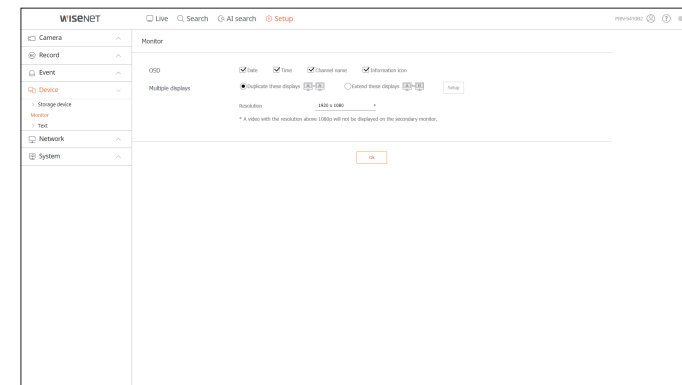 WISENET
Live Search AI search Setup
Camera
Record
Event
Device
Storage device
Monitor
Text
Network
System
Monitor
OSD Date Time Channel name Information icon
Multiple displays Duplicate these displays A = A Extend these displays A = B Setup
Resolution 1920 x 1080
* A video with the resolution above 1080p will not be displayed on the secondary monitor.
OK